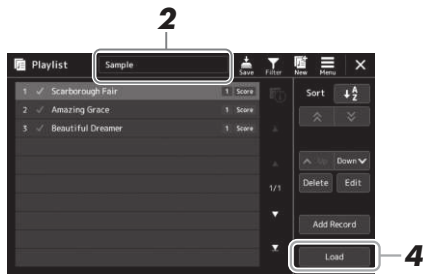 2
Playlist Sample Save Filter New Menu
1 Scarborough Fair 1 Score Sort A Z
2 Amazing Grace 1 Score
3 Beautiful Dreamer 1 Score
Up Down
1/1 Delete Edit
Add Record
Load 4